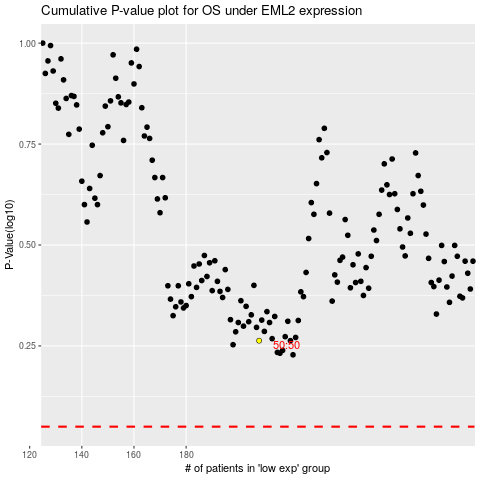 Cumulative P-value plot for OS under EML2 expression
P-Value(log10)
1.00
0.75
0.50
0.25
50:50
120 140 160 180
# of patients in 'low exp' group